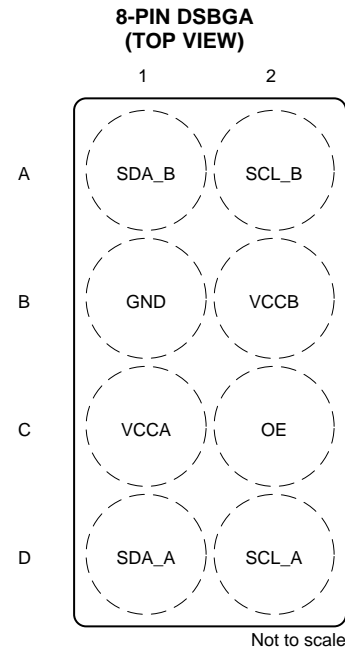 8-PIN DSBGA
(TOP VIEW)
1 2
A SDA_B SCL_B
B GND VCCB
C VCCA OE
D SDA_A SCL_A
Not to scale